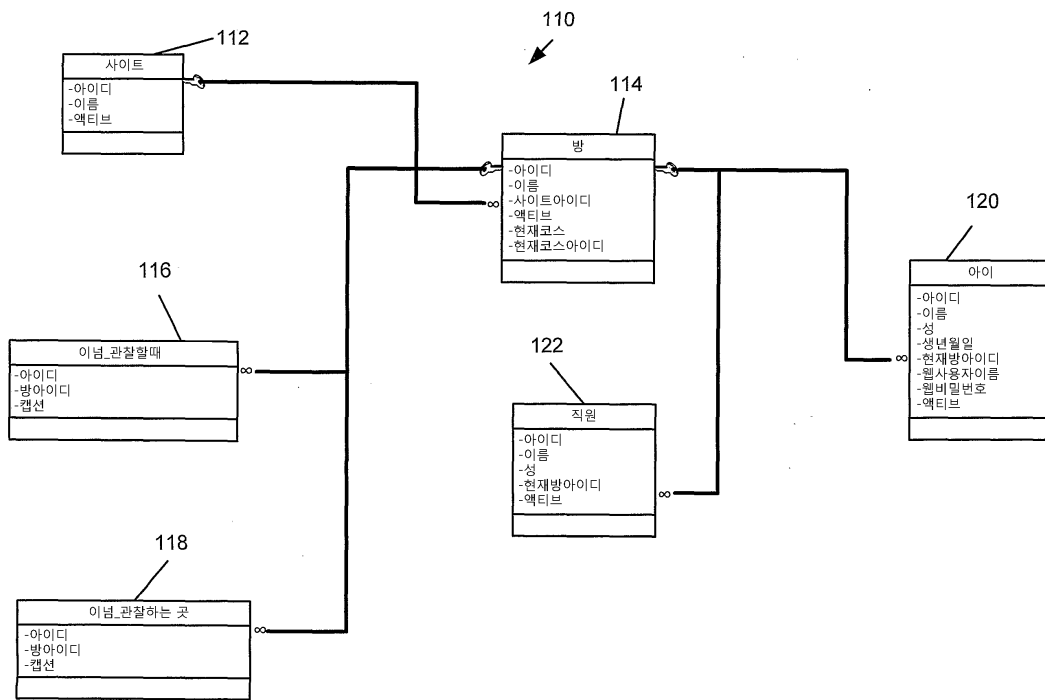 110
112
사이트
-아이디
-이름
-액티브
114
방
-아이디
-이름
-사이트아이디
-액티브
-현재코스
-현재코스아이디
∞
116
이넘_관찰할때
-아이디
-방아이디
-캡션
∞
118
이넘_관찰하는 곳
-아이디
-방아이디
-캡션
∞
122
직원
-아이디
-이름
-성
-현재방아이디
-액티브
∞
120
아이
-아이디
-이름
-성
-생년월일
-현재방아이디
-웹사용자이름
-웹비밀번호
-액티브
∞